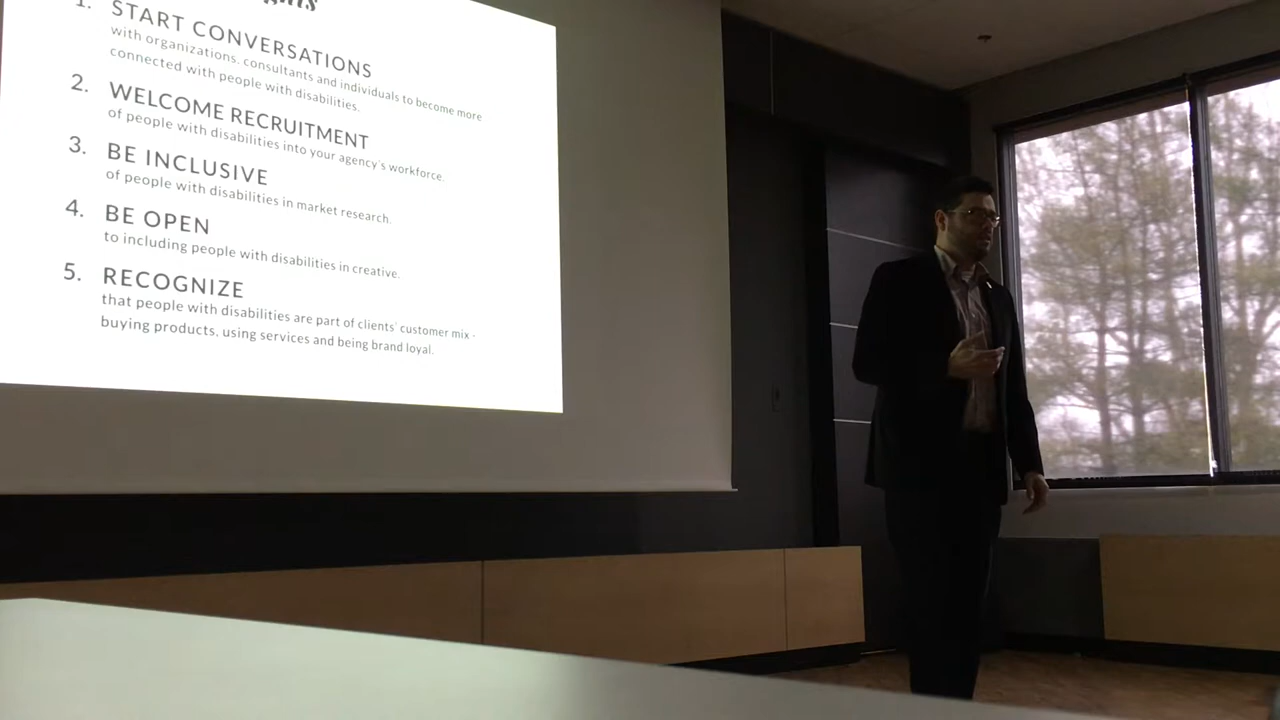 1. START CONVERSATIONS
with organizations, consultants and individuals to become more
connected with people with disabilities.
2. WELCOME RECRUITMENT
of people with disabilities into your agency's workforce.
3. BE INCLUSIVE
of people with disabilities in market research.
4. BE OPEN
to including people with disabilities in creative.
5. RECOGNIZE
that people with disabilities are part of clients' customer mix -
buying products, using services and being brand loyal.